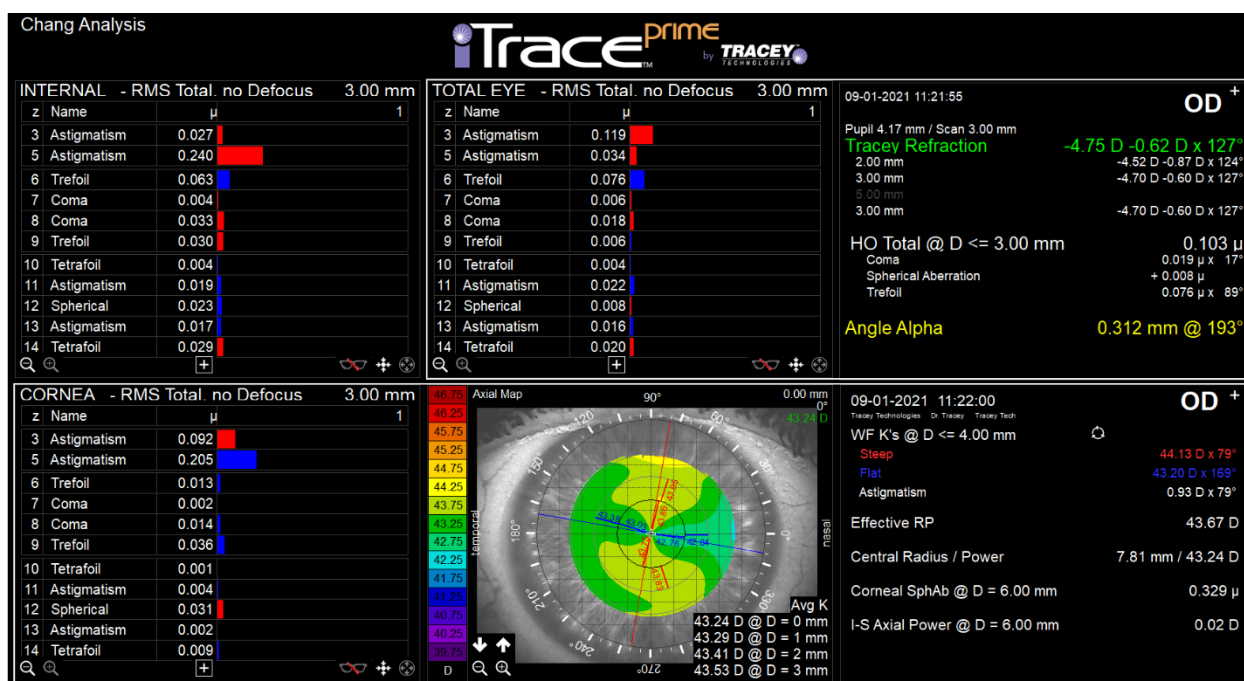 Chang Analysis
iTrace prime
™
by TRACEY
TECHNOLOGIES
INTERNAL - RMS Total. no Defocus 3.00 mm
z Name µ 1
3 Astigmatism 0.027
5 Astigmatism 0.240
6 Trefoil 0.063
7 Coma 0.004
8 Coma 0.033
9 Trefoil 0.030
10 Tetrafoil 0.004
11 Astigmatism 0.019
12 Spherical 0.023
13 Astigmatism 0.017
14 Tetrafoil 0.029
TOTAL EYE - RMS Total. no Defocus 3.00 mm
z Name µ 1
3 Astigmatism 0.119
5 Astigmatism 0.034
6 Trefoil 0.076
7 Coma 0.006
8 Coma 0.018
9 Trefoil 0.006
10 Tetrafoil 0.004
11 Astigmatism 0.022
12 Spherical 0.008
13 Astigmatism 0.016
14 Tetrafoil 0.020
09-01-2021 11:21:55 OD +
Pupil 4.17 mm / Scan 3.00 mm
Tracey Refraction -4.75 D -0.62 D x 127°
2.00 mm -4.52 D -0.87 D x 124°
3.00 mm -4.70 D -0.60 D x 127°
5.00 mm
3.00 mm -4.70 D -0.60 D x 127°
HO Total @ D <= 3.00 mm 0.103 µ
Coma 0.019 µ x 17°
Spherical Aberration + 0.008 µ
Trefoil 0.076 µ x 89°
Angle Alpha 0.312 mm @ 193°
CORNEA - RMS Total. no Defocus 3.00 mm
z Name µ 1
3 Astigmatism 0.092
5 Astigmatism 0.205
6 Trefoil 0.013
7 Coma 0.002
8 Coma 0.014
9 Trefoil 0.036
10 Tetrafoil 0.001
11 Astigmatism 0.004
12 Spherical 0.031
13 Astigmatism 0.002
14 Tetrafoil 0.009
46.75
46.25
45.75
45.25
44.75
44.25
43.75
43.25
42.75
42.25
41.75
41.25
40.75
40.25
39.75
D
Axial Map 90° 0.00 mm
0°
43.24 D
120° 60°
150° 30°
temporal 180° 0° nasal
210° 330°
240°
270°
43.38 43.05 42.76 42.81
Avg K
43.24 D @ D = 0 mm
43.29 D @ D = 1 mm
43.41 D @ D = 2 mm
43.53 D @ D = 3 mm
09-01-2021 11:22:00 OD +
Tracey Technologies Dr. Tracey Tracey Tech
WF K's @ D <= 4.00 mm
Steep 44.13 D x 79°
Flat 43.20 D x 169°
Astigmatism 0.93 D x 79°
Effective RP 43.67 D
Central Radius / Power 7.81 mm / 43.24 D
Corneal SphAb @ D = 6.00 mm 0.329 µ
I-S Axial Power @ D = 6.00 mm 0.02 D